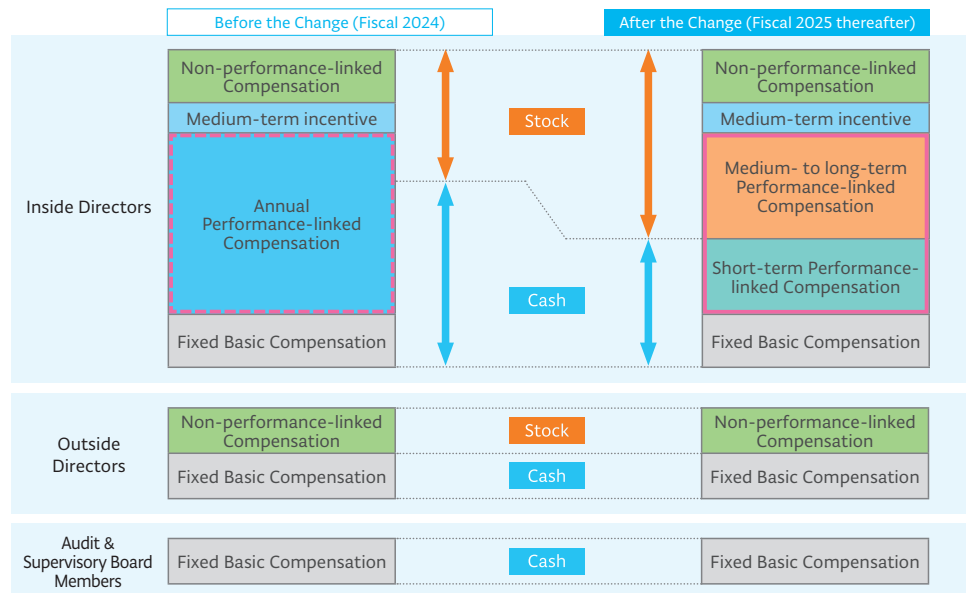 Before the Change (Fiscal 2024)
After the Change (Fiscal 2025 thereafter)
Inside Directors
Non-performance-linked
Compensation
Medium-term incentive
Annual
Performance-linked
Compensation
Fixed Basic Compensation
Stock
Cash
Non-performance-linked
Compensation
Medium-term incentive
Medium- to long-term
Performance-linked
Compensation
Short-term Performance-
linked Compensation
Fixed Basic Compensation
Outside
Directors
Non-performance-linked
Compensation
Fixed Basic Compensation
Stock
Cash
Non-performance-linked
Compensation
Fixed Basic Compensation
Audit &
Supervisory Board
Members
Fixed Basic Compensation
Cash
Fixed Basic Compensation